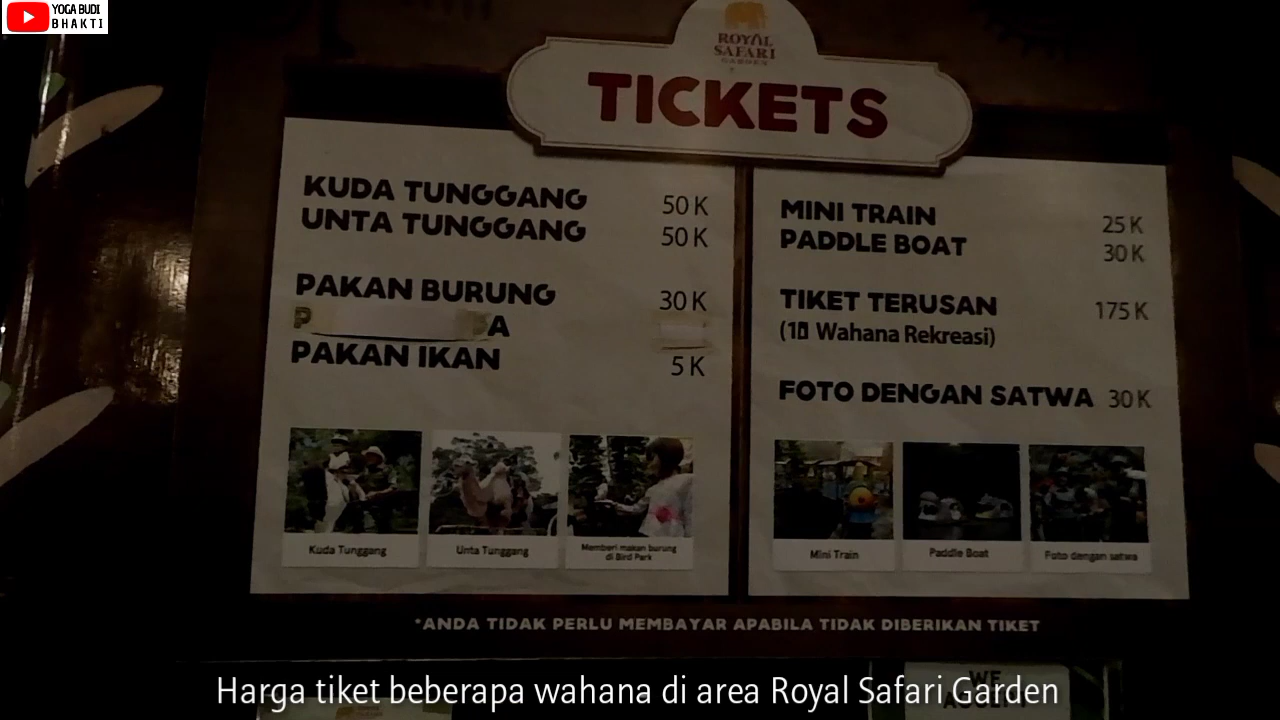 YOGA BUDI
BHAKTI
ROYAL
SAFARI
GARDEN
TICKETS
KUDA TUNGGANG 50 K
UNTA TUNGGANG 50 K
PAKAN BURUNG 30 K
PAKAN IKAN 5 K
Kuda Tunggang
Unta Tunggang
Memberi makan burung
di Bird Park
MINI TRAIN 25 K
PADDLE BOAT 30 K
TIKET TERUSAN 175 K
Wahana Rekreasi)
FOTO DENGAN SATWA 30 K
Mini Train
Paddle Boat
Foto dengan satwa
*ANDA TIDAK PERLU MEMBAYAR APABILA TIDAK DIBERIKAN TIKET
WE
Harga tiket beberapa wahana di area Royal Safari Garden